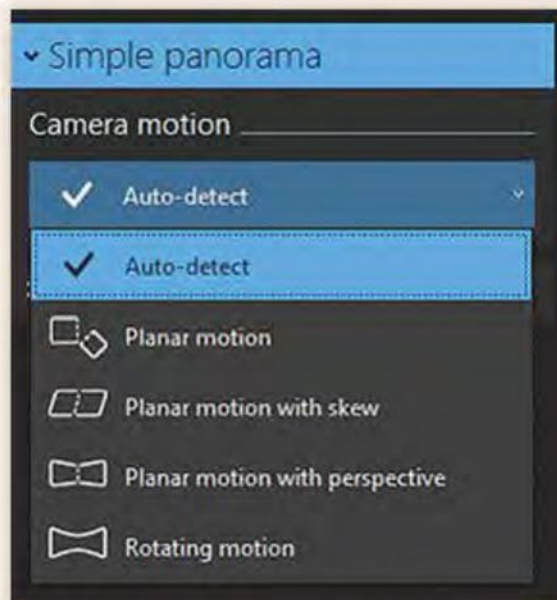 Simple panorama
Camera motion
Auto-detect
Auto-detect
Planar motion
Planar motion with skew
Planar motion with perspective
Rotating motion